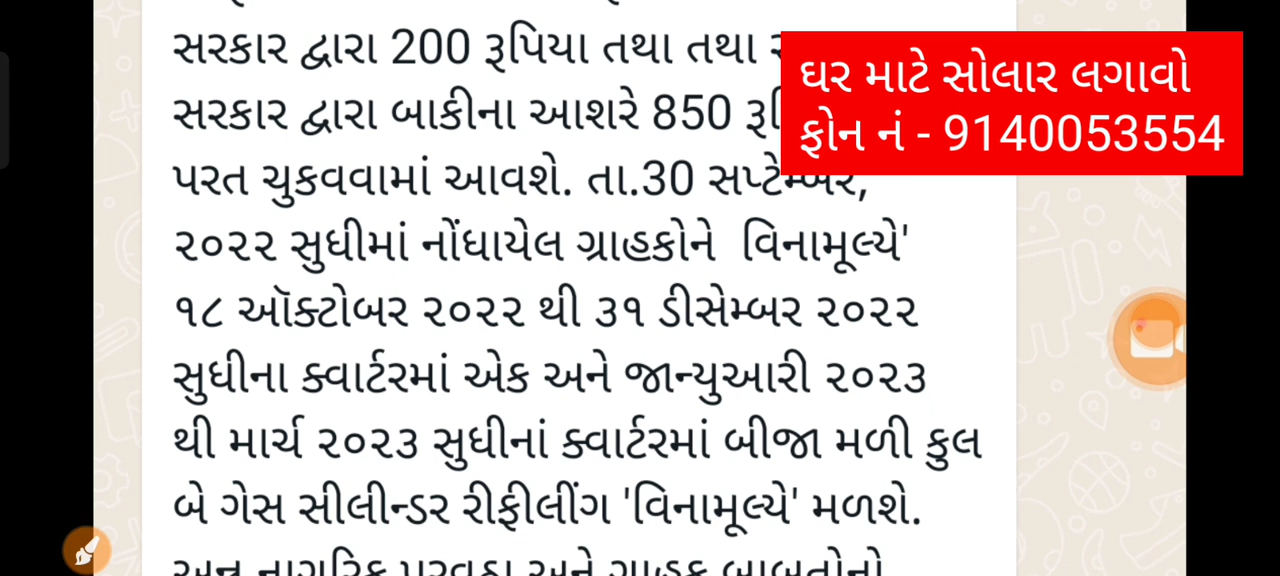 સરકાર દ્વારા 200 રૂપિયા તથા તથા
સરકાર દ્વારા બાકીના આશરે 850
પરત ચુકવવામાં આવશે. તા.30 સપ્ટેમ્બર,
૨૦૨૨ સુધીમાં નોંધાયેલ ગ્રાહકોને વિનામૂલ્યે'
૧૮ ઑક્ટોબર ૨૦૨૨ થી ૩૧ ડીસેમ્બર ૨૦૨૨
સુધીના ક્વાર્ટરમાં એક અને જાન્યુઆરી ૨૦૨૩
થી માર્ચ ૨૦૨૩ સુધીનાં ક્વાર્ટરમાં બીજા મળી કુલ
બે ગેસ સીલીન્ડર રીફીલીંગ 'વિનામૂલ્યે' મળશે.
ઘર માટે સોલાર લગાવો
ફોન નં - 9140053554